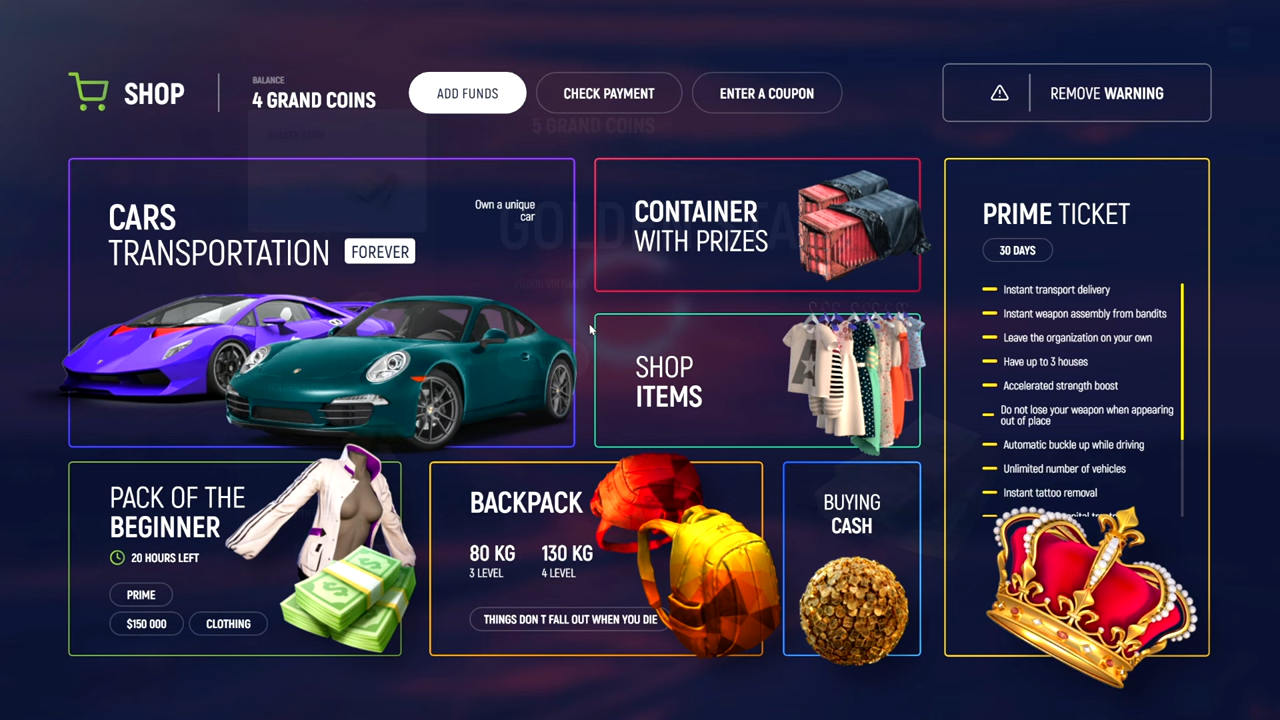 SHOP
BALANCE
4 GRAND COINS
ADD FUNDS
CHECK PAYMENT
ENTER A COUPON
REMOVE WARNING
5 GRAND COINS
CARS
TRANSPORTATION FOREVER
Own a unique
car
CONTAINER
WITH PRIZES
SHOP
ITEMS
PRIME TICKET
30 DAYS
Instant transport delivery
Instant weapon assembly from bandits
Leave the organization on your own
Have up to 3 houses
Accelerated strength boost
Do not lose your weapon when appearing
out of place
Automatic buckle up while driving
Unlimited number of vehicles
Instant tattoo removal
PACK OF THE
BEGINNER
20 HOURS LEFT
PRIME
$150 000
CLOTHING
BACKPACK
80 KG
3 LEVEL
130 KG
4 LEVEL
THINGS DON T FALL OUT WHEN YOU DIE
BUYING
CASH